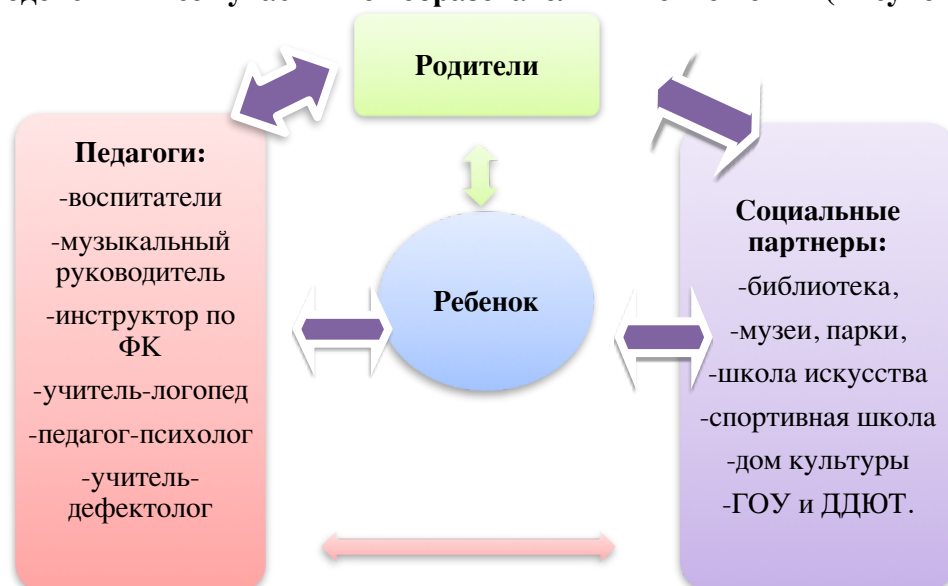 Родители
Педагоги:
-воспитатели
-музыкальный
руководитель
-инструктор по
ФК
-учитель-логопед
-педагог-психолог
-учитель-
дефектолог
Ребенок
Социальные
партнеры:
-библиотека,
-музеи, парки,
-школа искусства
-спортивная школа
-дом культуры
-ГОУ и ДДЮТ.